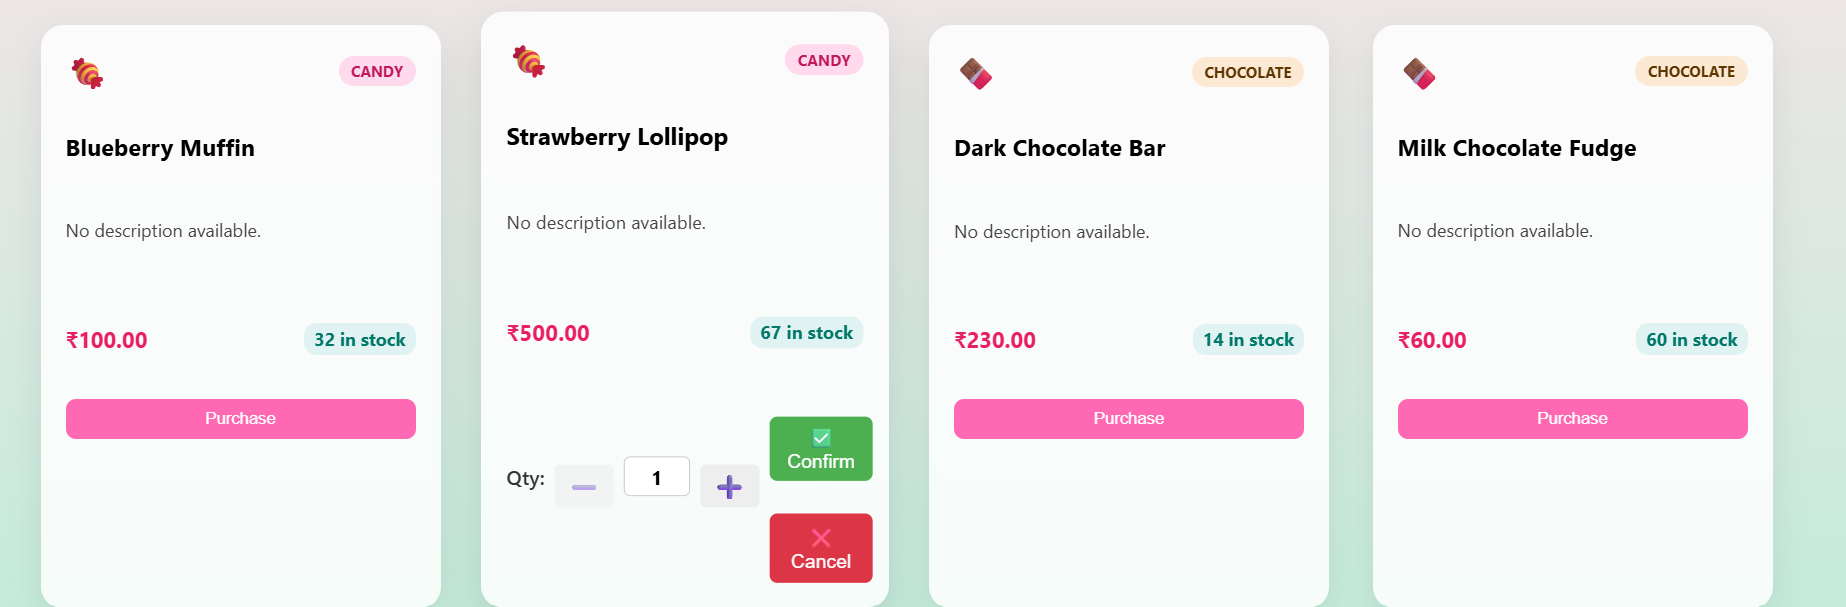 CANDY
Blueberry Muffin
No description available.
₹100.00
32 in stock
Purchase
CANDY
Strawberry Lollipop
No description available.
₹500.00
67 in stock
Qty:
1
Confirm
Cancel
CHOCOLATE
Dark Chocolate Bar
No description available.
₹230.00
14 in stock
Purchase
CHOCOLATE
Milk Chocolate Fudge
No description available.
₹60.00
60 in stock
Purchase